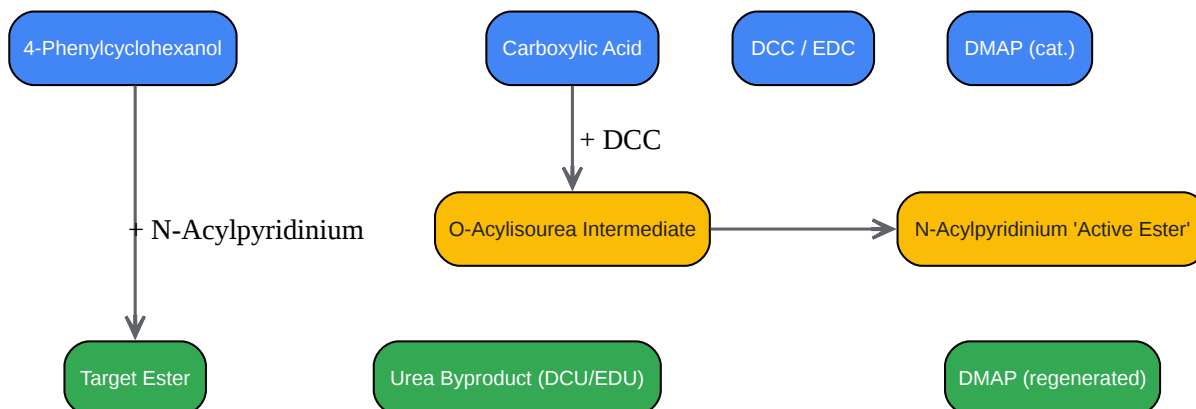 4-Phenylcyclohexanol
Carboxylic Acid
DCC / EDC
DMAP (cat.)
+ DCC
+ N-Acylpyridinium
O-Acylisourea Intermediate
N-Acylpyridinium 'Active Ester'
Target Ester
Urea Byproduct (DCU/EDU)
DMAP (regenerated)